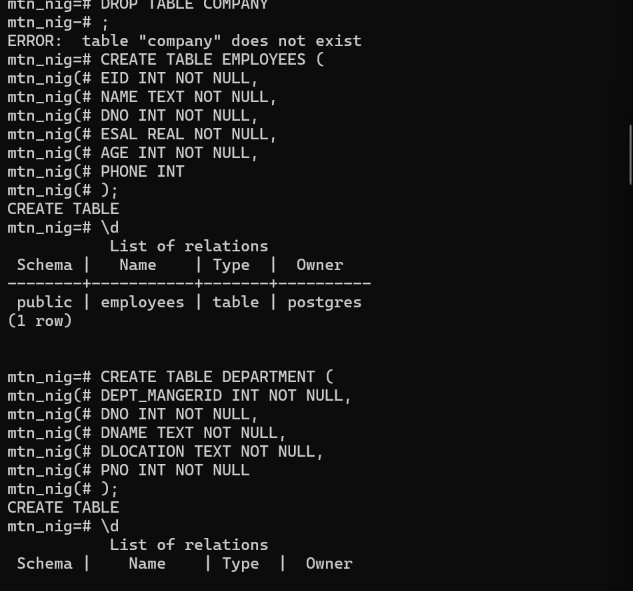 mtn_nig=# DROP TABLE COMPANY
mtn_nig-# ;
ERROR:  table "company" does not exist
mtn_nig=# CREATE TABLE EMPLOYEES (
mtn_nig(# EID INT NOT NULL,
mtn_nig(# NAME TEXT NOT NULL,
mtn_nig(# DNO INT NOT NULL,
mtn_nig(# ESAL REAL NOT NULL,
mtn_nig(# AGE INT NOT NULL,
mtn_nig(# PHONE INT
mtn_nig(# );
CREATE TABLE
mtn_nig=# \d
           List of relations
 Schema |   Name    | Type  |  Owner
--------+-----------+-------+----------
 public | employees | table | postgres
(1 row)
mtn_nig=# CREATE TABLE DEPARTMENT (
mtn_nig(# DEPT_MANGERID INT NOT NULL,
mtn_nig(# DNO INT NOT NULL,
mtn_nig(# DNAME TEXT NOT NULL,
mtn_nig(# DLOCATION TEXT NOT NULL,
mtn_nig(# PNO INT NOT NULL
mtn_nig(# );
CREATE TABLE
mtn_nig=# \d
           List of relations
 Schema |    Name    | Type  |  Owner